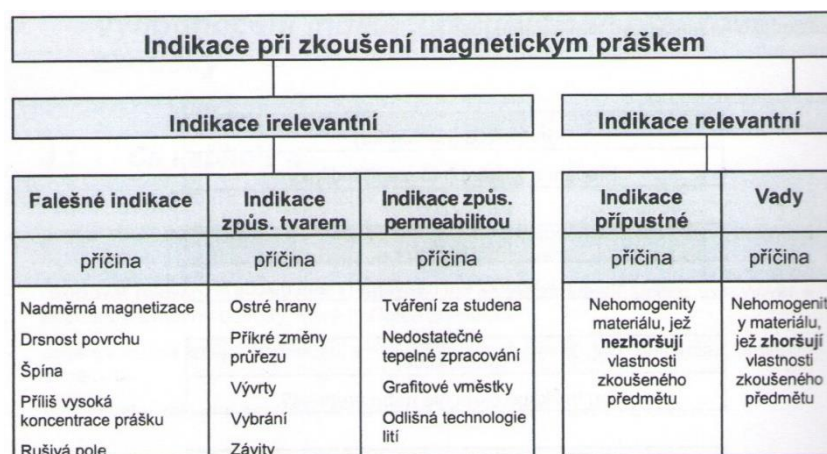 Indikace při zkoušení magnetickým práškem
Indikace irelevantní
Indikace relevantní
Falešné indikace
příčina
Nadměrná magnetizace
Drsnost povrchu
Špína
Příliš vysoká
koncentrace prášku
Rušivá pole
Indikace
způs. tvarem
příčina
Ostré hrany
Příkré změny
průřezu
Vývrty
Vybrání
Závity
Indikace způs.
permeabilitou
příčina
Tváření za studena
Nedostatečné
tepelné zpracování
Grafitové vměstky
Odlišná technologie
lití
Indikace
přípustné
příčina
Nehomogenity
materiálu, jež
nezhoršují
vlastnosti
zkoušeného
předmětu
Vady
příčina
Nehomogenit
y materiálu,
jež zhoršují
vlastnosti
zkoušeného
předmětu